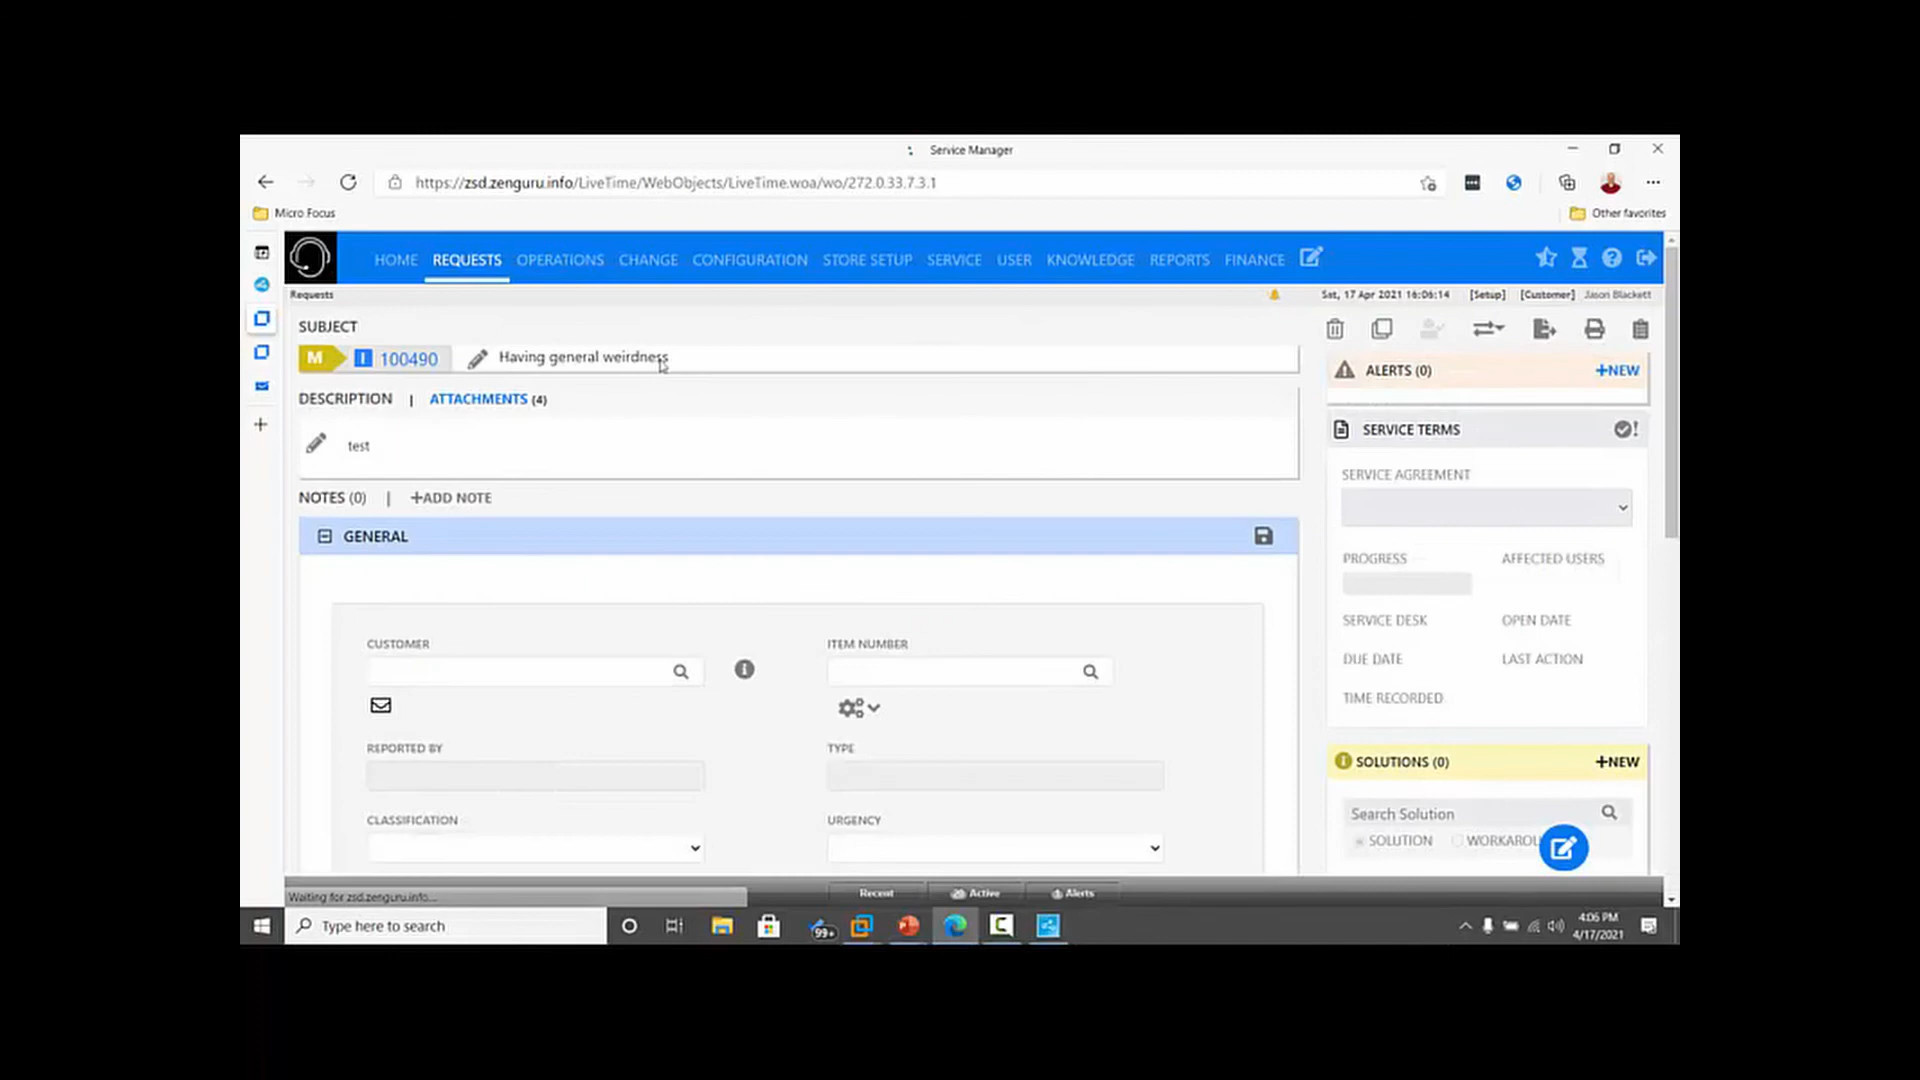 Service Manager
https://zsd.zenguru.info/LiveTime/WebObjects/LiveTime.woa/wo/272.0.33.7.3.1
Micro Focus
Other favorites
HOME REQUESTS OPERATIONS CHANGE CONFIGURATION STORE SETUP SERVICE USER KNOWLEDGE REPORTS FINANCE
Requests
Sat, 17 Apr 2021 16:06:14 [Setup] [Customer] Jason Blackett
SUBJECT
M I 100490 Having general weirdness
ALERTS (0) +NEW
DESCRIPTION | ATTACHMENTS (4)
SERVICE TERMS
test
SERVICE AGREEMENT
NOTES (0) | +ADD NOTE
GENERAL
PROGRESS AFFECTED USERS
SERVICE DESK OPEN DATE
CUSTOMER ITEM NUMBER
DUE DATE LAST ACTION
TIME RECORDED
REPORTED BY TYPE
SOLUTIONS (0) +NEW
CLASSIFICATION URGENCY
Search Solution
SOLUTION WORKAROU
Waiting for zsd.zenguru.info...
Recent Active Alerts
Type here to search
99+
4:06 PM
4/17/2021